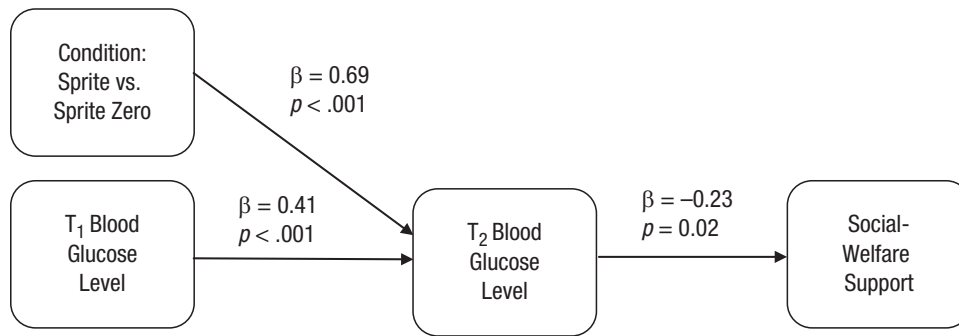 Condition:
Sprite vs.
Sprite Zero
β = 0.69
p < .001
T₁ Blood
Glucose
Level
β = 0.41
p < .001
T₂ Blood
Glucose
Level
β = –0.23
p = 0.02
Social-
Welfare
Support